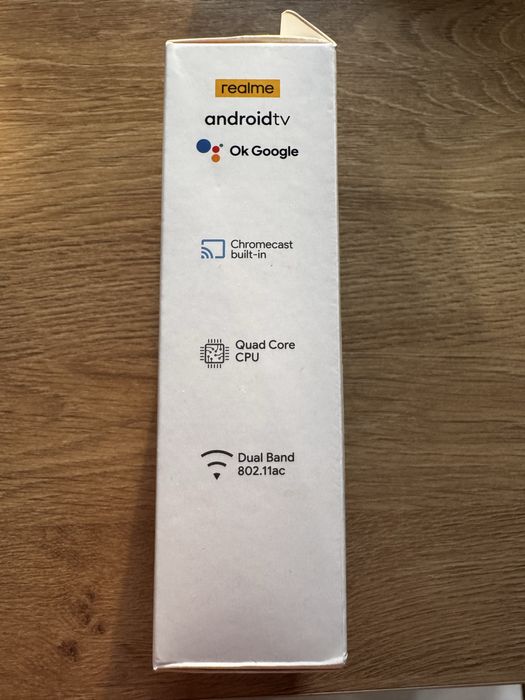 realme
androidtv
Ok Google
Chromecast
built-in
Quad Core
CPU
Dual Band
802.11ac